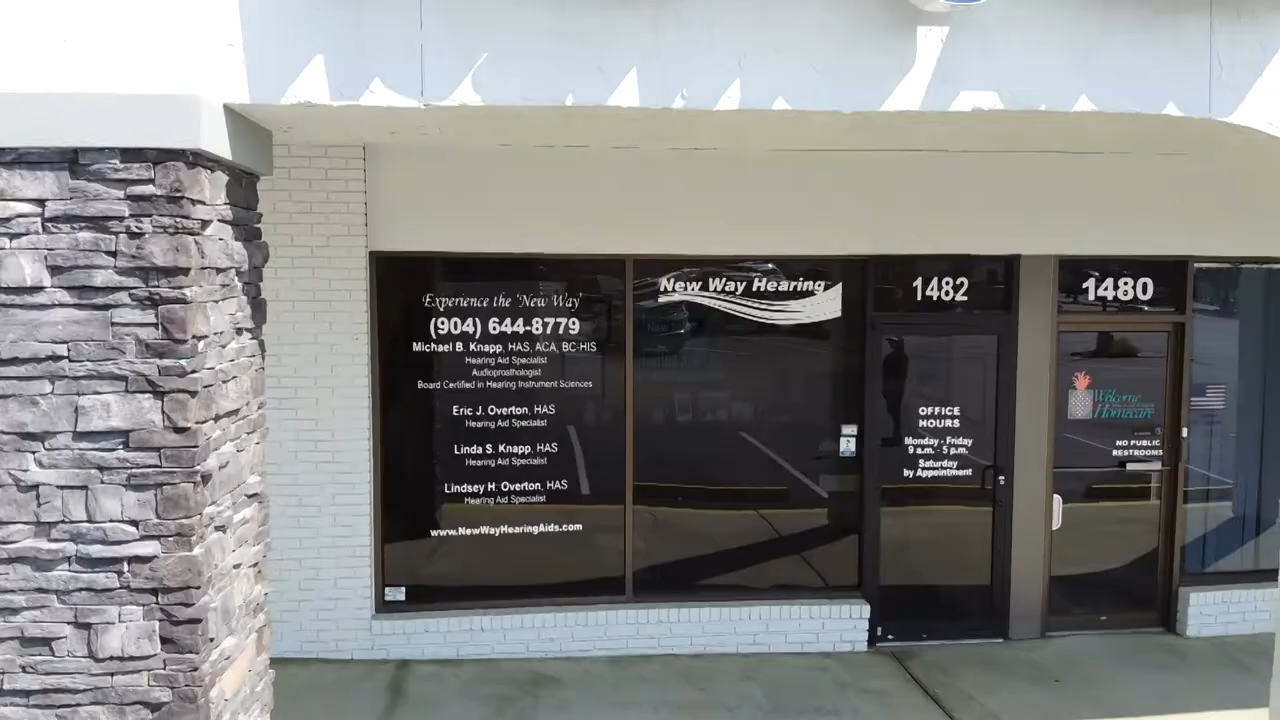 Experience the 'New Way'
(904) 644-8779
Michael B. Knapp, HAS, ACA, BC-HIS
Hearing Aid Specialist
Audioprosthologist
Board Certified in Hearing Instrument Sciences
Eric J. Overton, HAS
Hearing Aid Specialist
Linda S. Knapp, HAS
Hearing Aid Specialist
Lindsey H. Overton, HAS
Hearing Aid Specialist
www.NewWayHearingAids.com
New Way Hearing
1482
OFFICE
HOURS
Monday - Friday
9 a.m. - 5 p.m.
Saturday
by Appointment
1480
Welcome
Homecare
NO PUBLIC
RESTROOMS